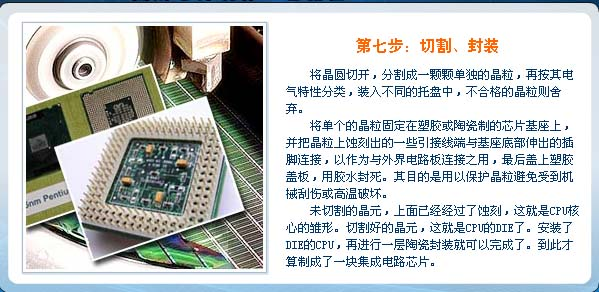 第七步：切割、封装
将晶圆切开，分割成一颗颗单独的晶粒，再按其电
气特性分类，装入不同的托盘中，不合格的晶粒则舍
弃。
将单个的晶粒固定在塑胶或陶瓷制的芯片基座上，
并把晶粒上蚀刻出的一些引接线端与基座底部伸出的插
脚连接，以作为与外界电路板连接之用，最后盖上塑胶
盖板，用胶水封死。其目的是用以保护晶粒避免受到机
械刮伤或高温破坏。
未切割的晶元，上面已经经过了蚀刻，这就是CPU核
心的雏形。切割好的晶元，这就是CPU的DIE了。安装了
DIE的CPU，再进行一层陶瓷封装就可以完成了。到此才
算制成了一块集成电路芯片。
5nm Pentiu